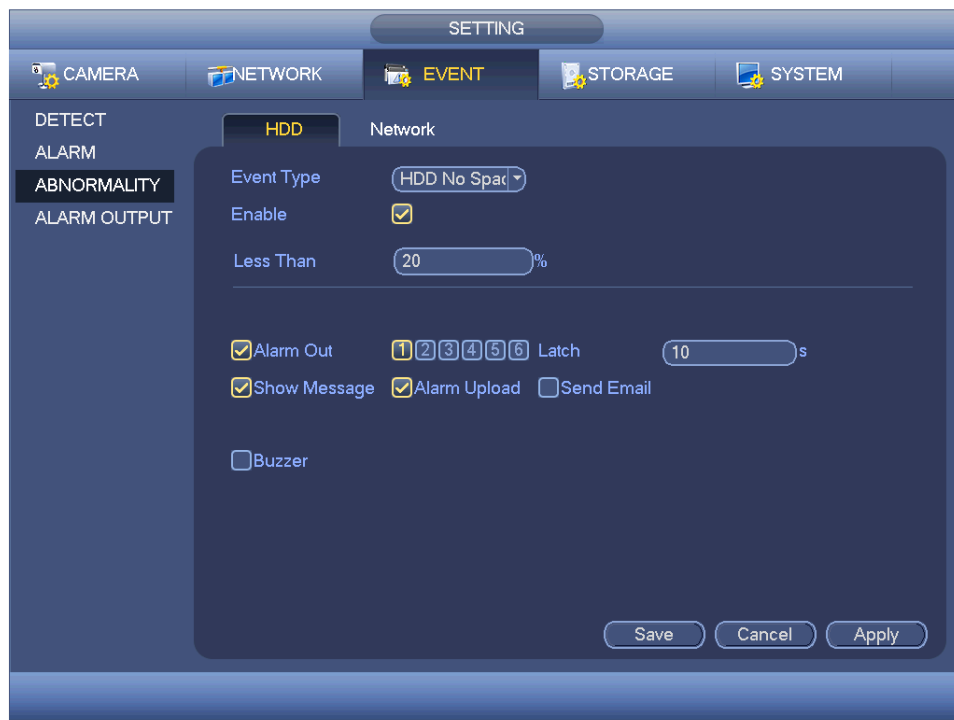 SETTING
CAMERA NETWORK EVENT STORAGE SYSTEM
DETECT
ALARM
ABNORMALITY
ALARM OUTPUT
HDD Network
Event Type HDD No Spac
Enable
Less Than 20 %
Alarm Out 1 2 3 4 5 6 Latch 10 s
Show Message Alarm Upload Send Email
Buzzer
Save Cancel Apply